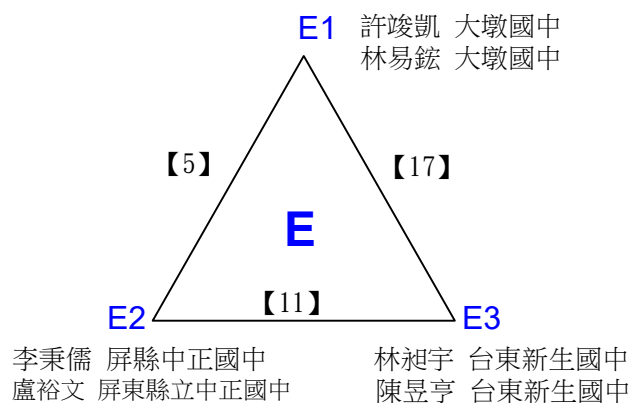 E1 許竣凱 大墩國中
林易鋐 大墩國中
【5】
【17】
E
【11】
E2
E3
李秉儒 屏縣中正國中
林昶宇 台東新生國中
盧裕文 屏東縣立中正國中
陳昱亨 台東新生國中